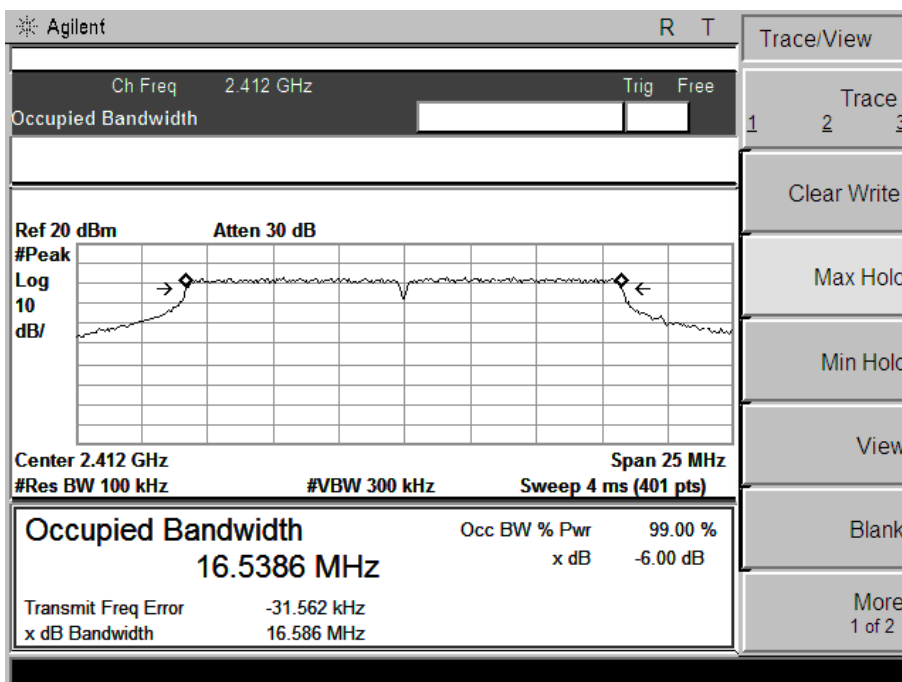 Agilent R T
Ch Freq 2.412 GHz Trig Free
Occupied Bandwidth
Ref 20 dBm Atten 30 dB
#Peak
Log
10
dB/
Center 2.412 GHz Span 25 MHz
#Res BW 100 kHz #VBW 300 kHz Sweep 4 ms (401 pts)
Occupied Bandwidth Occ BW % Pwr 99.00 %
16.5386 MHz x dB -6.00 dB
Transmit Freq Error -31.562 kHz
x dB Bandwidth 16.586 MHz
Trace/View
Trace
1 2 3
Clear Write
Max Hold
Min Hold
View
Blank
More
1 of 2